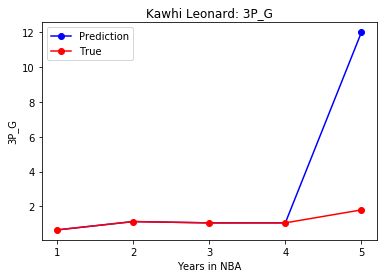 Kawhi Leonard: 3P_G
Prediction
True
12
10
8
6
4
2
3P_G
1 2 3 4 5
Years in NBA